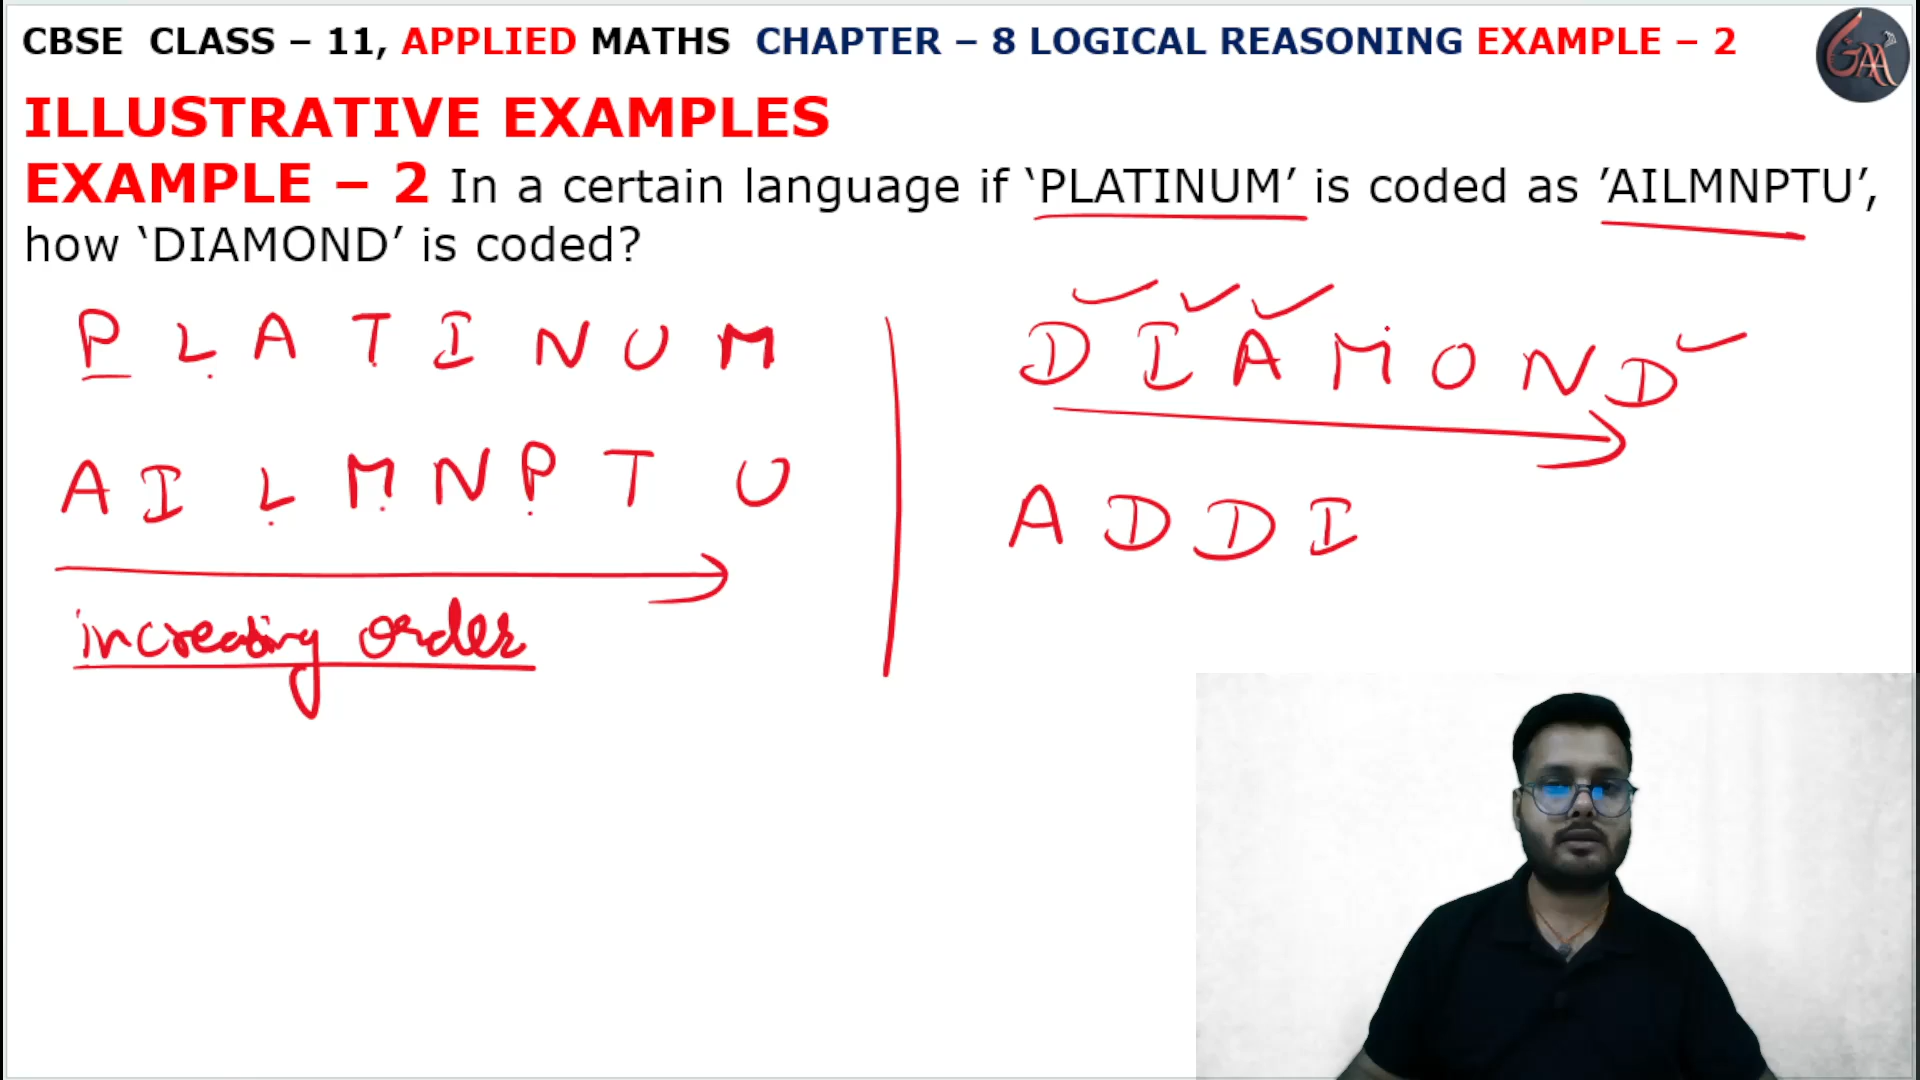 CBSE CLASS – 11, APPLIED MATHS CHAPTER – 8 LOGICAL REASONING EXAMPLE – 2
ILLUSTRATIVE EXAMPLES
EXAMPLE – 2 In a certain language if ‘PLATINUM’ is coded as ’AILMNPTU’,
how ‘DIAMOND’ is coded?
P L A T I N U M
A I L M N P T U
increasing order
D I A M O N D
A D D I